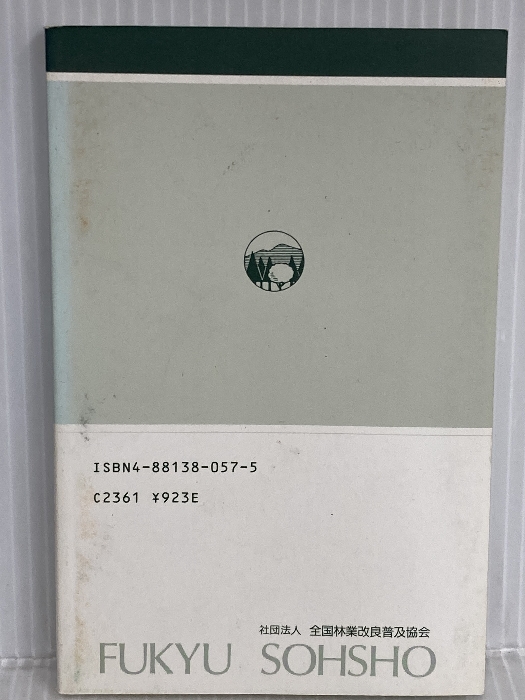 ISBN4-88138-057-5
C2361 ¥923E
社団法人 全国林業改良普及協会
FUKYU SOHSHO